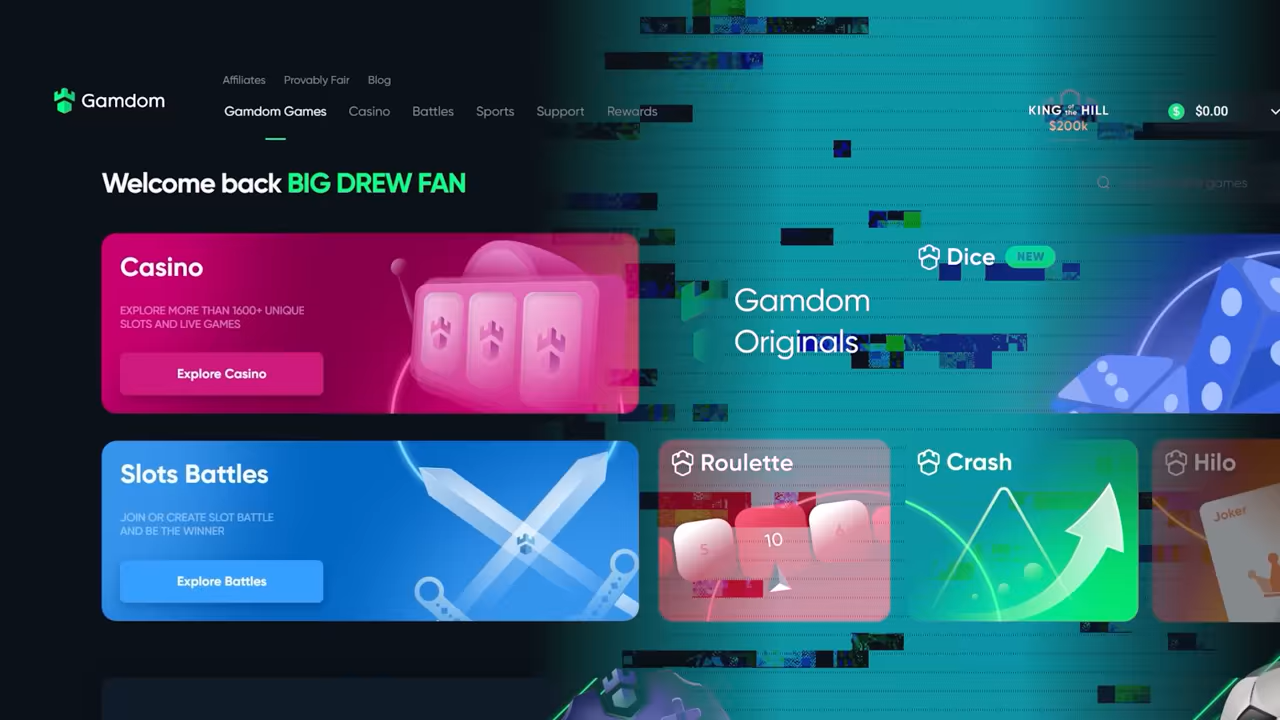 Affiliates Provably Fair Blog
Gamdom
Gamdom Games Casino Battles Sports Support Rewards
KING of the HILL
$200k
$ $0.00
Welcome back BIG DREW FAN
games
Casino
EXPLORE MORE THAN 1600+ UNIQUE
SLOTS AND LIVE GAMES
Explore Casino
Gamdom
Originals
Dice NEW
Slots Battles
JOIN OR CREATE SLOT BATTLE
AND BE THE WINNER
Explore Battles
Roulette
5 10
Crash
Hilo
Joker